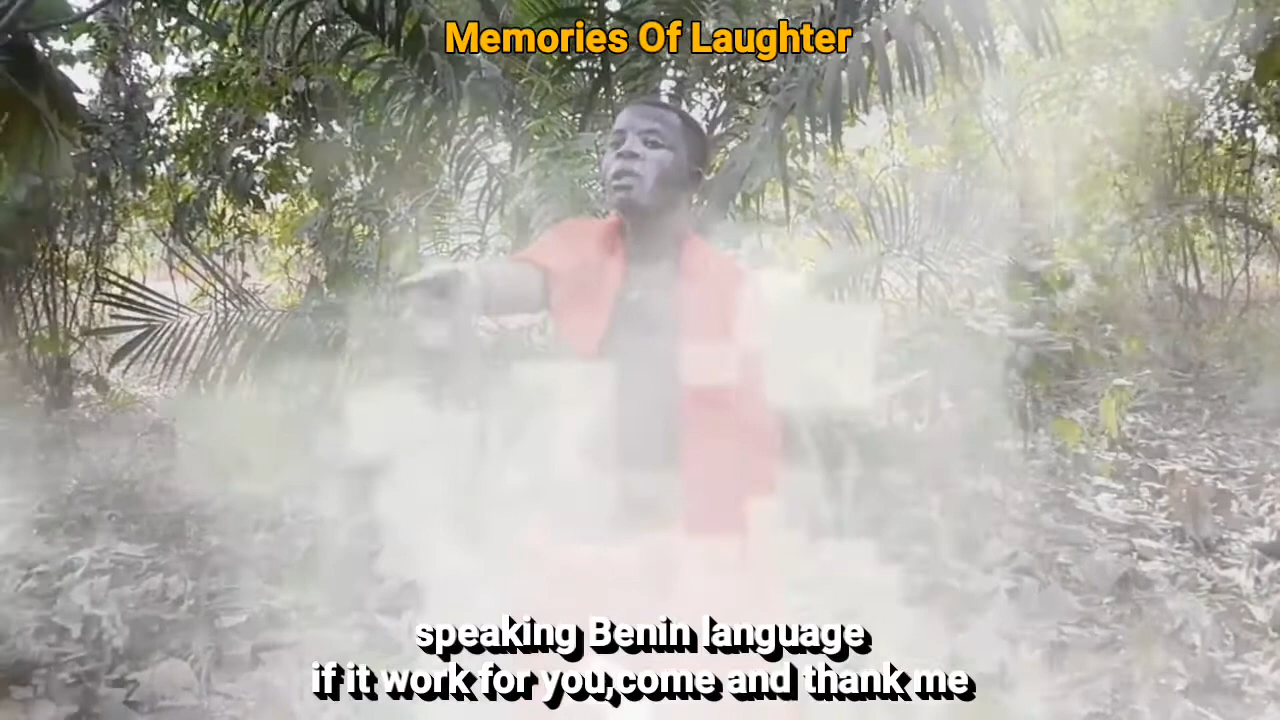 Memories Of Laughter
speaking Benin language
if it work for you,come and thank me